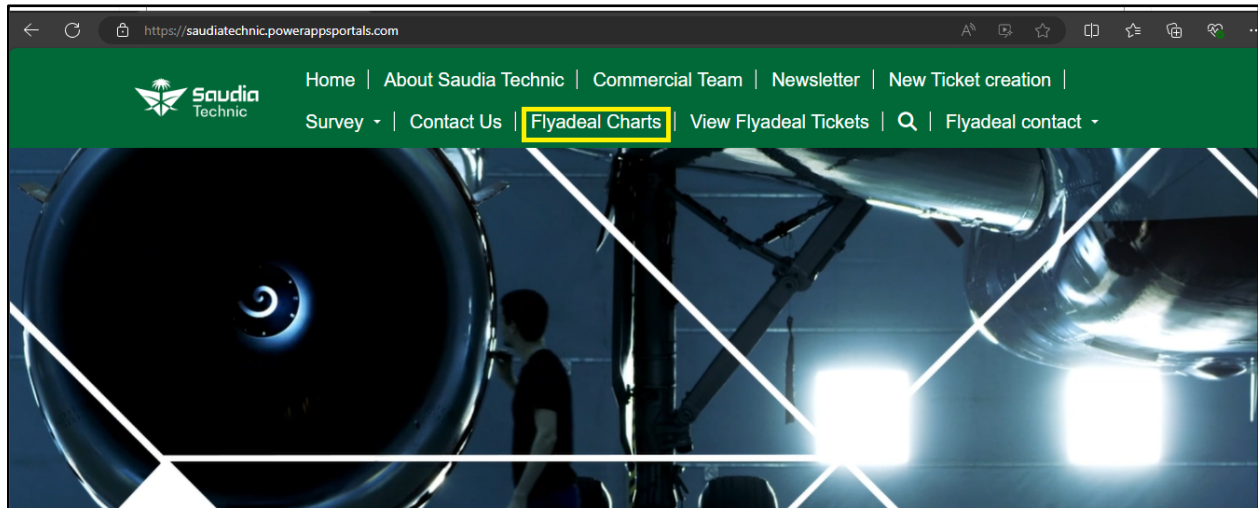 https://saudiatechnic.powerappsportals.com
Saudia
Technic
Home | About Saudia Technic | Commercial Team | Newsletter | New Ticket creation |
Survey | Contact Us | Flyadeal Charts | View Flyadeal Tickets | | Flyadeal contact